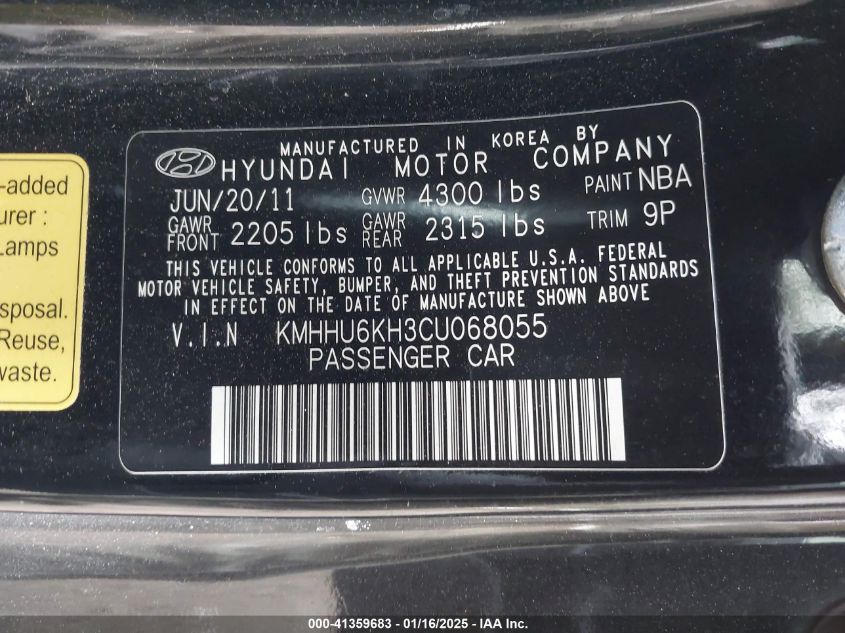 MANUFACTURED IN KOREA BY
HYUNDAI MOTOR COMPANY
JUN/20/11 GVWR 4300 lbs PAINT NBA
GAWR FRONT 2205 lbs GAWR REAR 2315 lbs TRIM 9P
THIS VEHICLE CONFORMS TO ALL APPLICABLE U.S.A. FEDERAL
MOTOR VEHICLE SAFETY, BUMPER, AND THEFT PREVENTION STANDARDS
IN EFFECT ON THE DATE OF MANUFACTURE SHOWN ABOVE
V.I.N KMHHU6KH3CU068055
PASSENGER CAR
-added
urer :
Lamps
sposal.
Reuse,
waste.
000-41359683 - 01/16/2025 - IAA Inc.